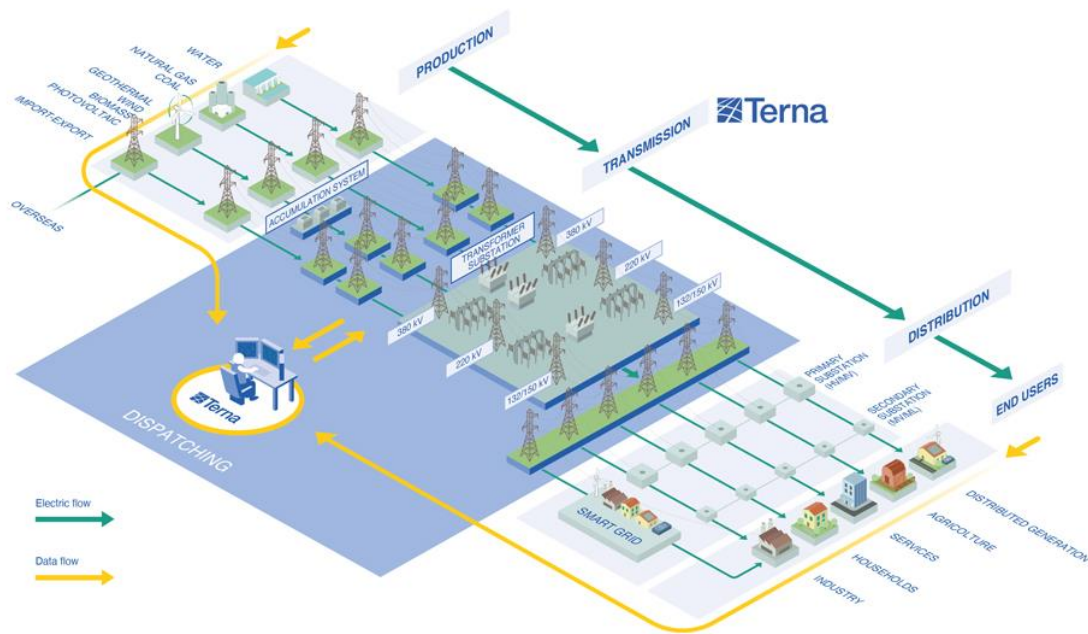 PRODUCTION
TRANSMISSION
Terna
DISTRIBUTION
END USERS
WATER
NATURAL GAS
COAL
GEOTHERMAL
WIND
BIOMASS
PHOTOVOLTAIC
IMPORT-EXPORT
OVERSEAS
ACCUMULATION SYSTEM
TRANSFORMER
SUBSTATION
380 kV
220 kV
132/150 kV
380 kV
220 kV
132/150 kV
PRIMARY
SUBSTATION
(HV/MV)
SECONDARY
SUBSTATION
(MV/ML)
Terna
DISPATCHING
SMART GRID
DISTRIBUTED GENERATION
AGRICOLTURE
SERVICES
HOUSEHOLDS
INDUSTRY
Electric flow
Data flow